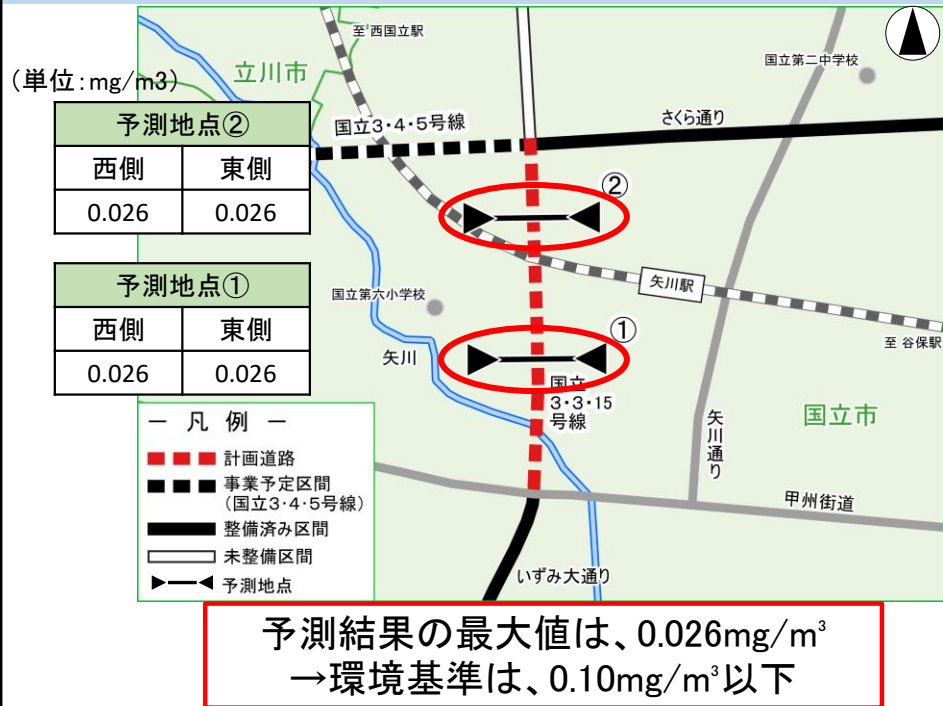 (単位:mg/m3)
予測地点②
西側 東側
0.026 0.026
予測地点①
西側 東側
0.026 0.026
至 西国立駅
立川市
国立第二中学校
国立3・4・5号線
さくら通り
②
矢川駅
国立第六小学校
①
至 谷保駅
矢川
国立
3・3・15
号線
矢川通り
国立市
甲州街道
いずみ大通り
― 凡 例 ―
計画道路
事業予定区間
(国立3・4・5号線)
整備済み区間
未整備区間
予測地点
予測結果の最大値は、0.026mg/m³
→環境基準は、0.10mg/m³以下